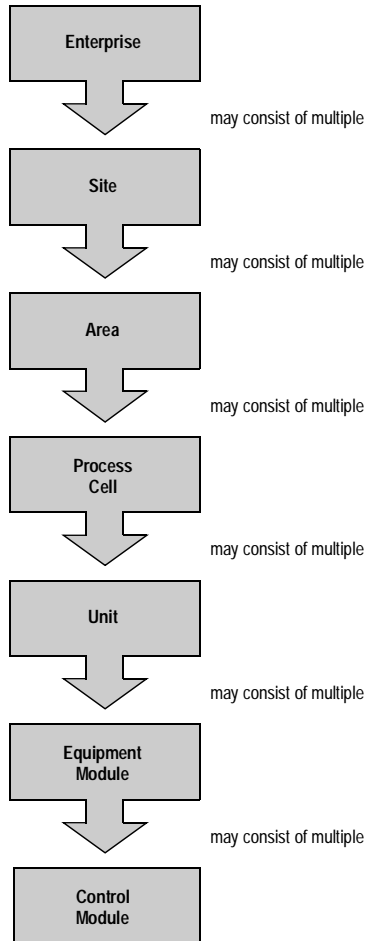 Enterprise
may consist of multiple
Site
may consist of multiple
Area
may consist of multiple
Process
Cell
may consist of multiple
Unit
may consist of multiple
Equipment
Module
may consist of multiple
Control
Module